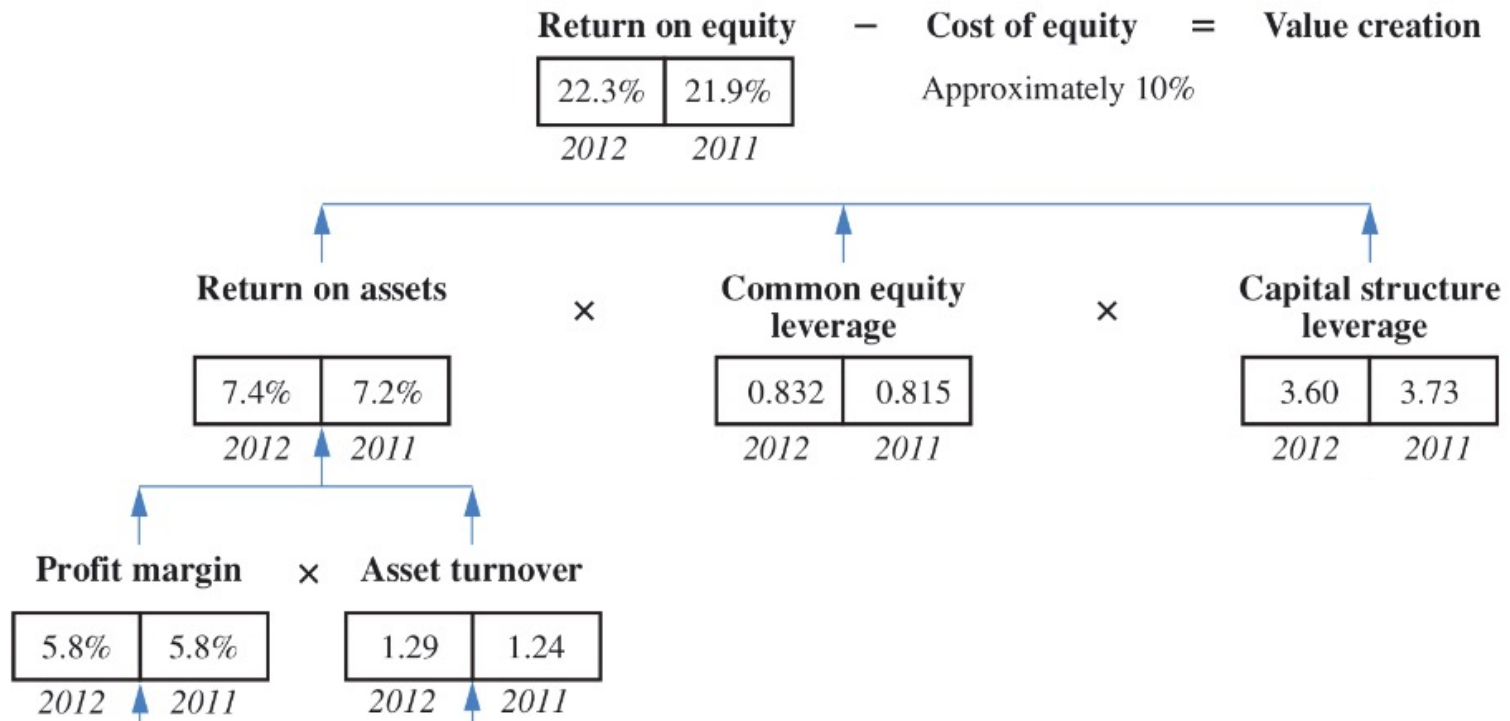 Return on equity − Cost of equity = Value creation
22.3% 21.9% Approximately 10%
2012 2011
Return on assets × Common equity leverage × Capital structure leverage
7.4% 7.2% 0.832 0.815 3.60 3.73
2012 2011 2012 2011 2012 2011
Profit margin × Asset turnover
5.8% 5.8% 1.29 1.24
2012 2011 2012 2011